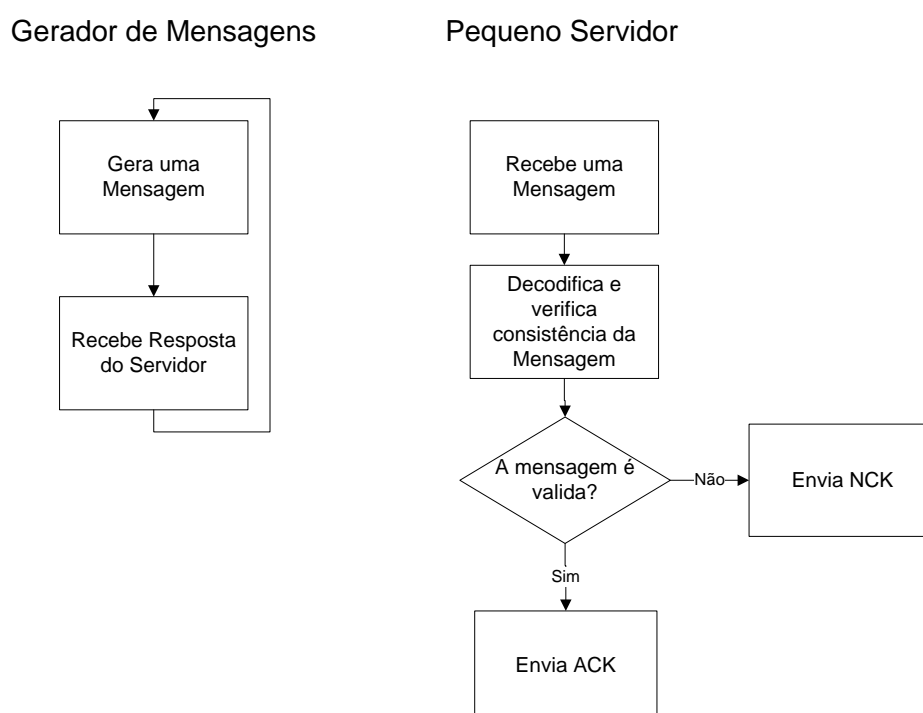 Gerador de Mensagens
Pequeno Servidor
Gera uma
Mensagem
Recebe Resposta
do Servidor
Recebe uma
Mensagem
Decodifica e
verifica
consistência da
Mensagem
A mensagem é
valida?
Não
Envia NCK
Sim
Envia ACK